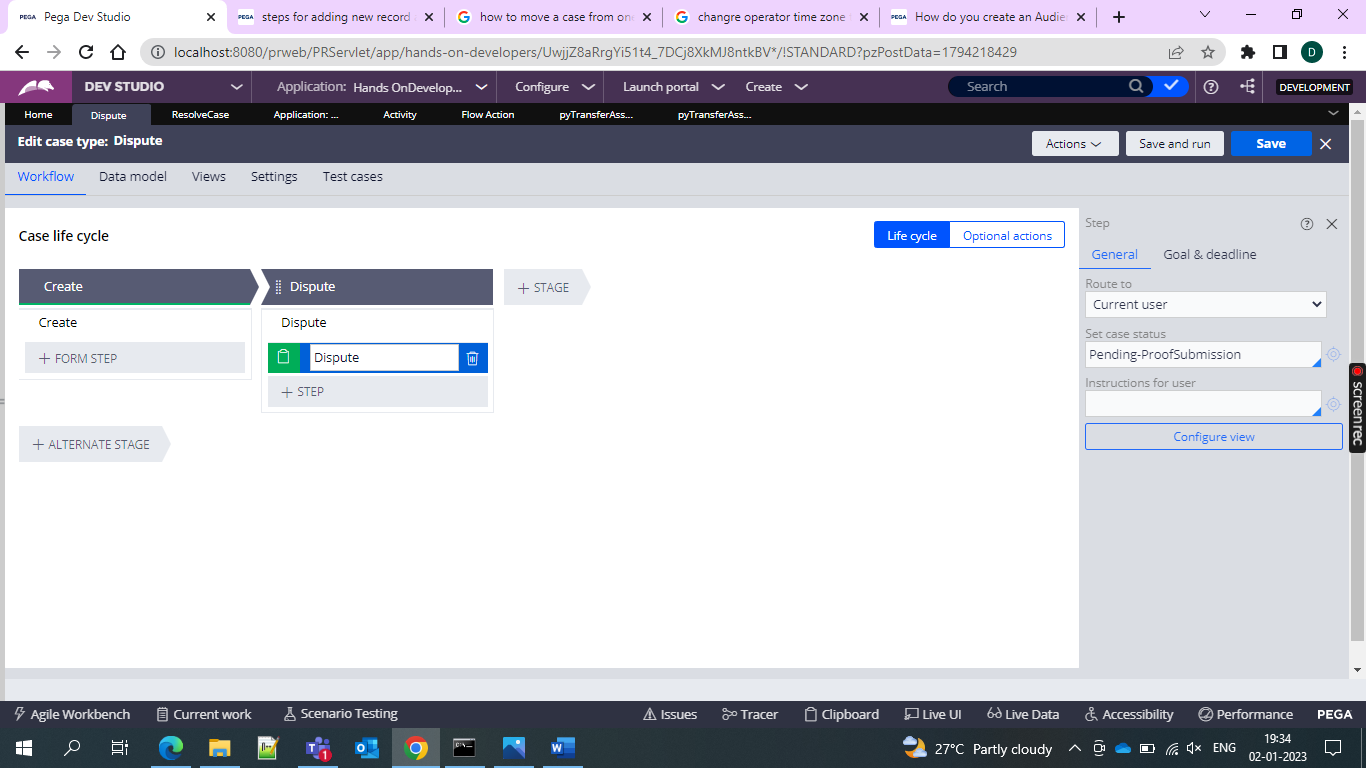 PEGA Pega Dev Studio
PEGA steps for adding new record
how to move a case from on
changre operator time zone
PEGA How do you create an Audie
localhost:8080/prweb/PRServlet/app/hands-on-developers/UwjjZ8aRrgYi51t4_7DCj8XkMJ8ntkBV*/!STANDARD?pzPostData=1794218429
D
DEV STUDIO
Application: Hands OnDevelop...
Configure
Launch portal
Create
Search
DEVELOPMENT
Home
Dispute
ResolveCase
Application: ...
Activity
Flow Action
pyTransferAss...
pyTransferAss...
Edit case type: Dispute
Actions
Save and run
Save
Workflow
Data model
Views
Settings
Test cases
Case life cycle
Life cycle
Optional actions
Create
Dispute
+ STAGE
Create
+ FORM STEP
Dispute
Dispute
+ STEP
+ ALTERNATE STAGE
Step
General
Goal & deadline
Route to
Current user
Set case status
Pending-ProofSubmission
Instructions for user
Configure view
screenrec
Agile Workbench
Current work
Scenario Testing
Issues
Tracer
Clipboard
Live UI
Live Data
Accessibility
Performance
PEGA
1
27°C Partly cloudy
ENG
19:34
02-01-2023